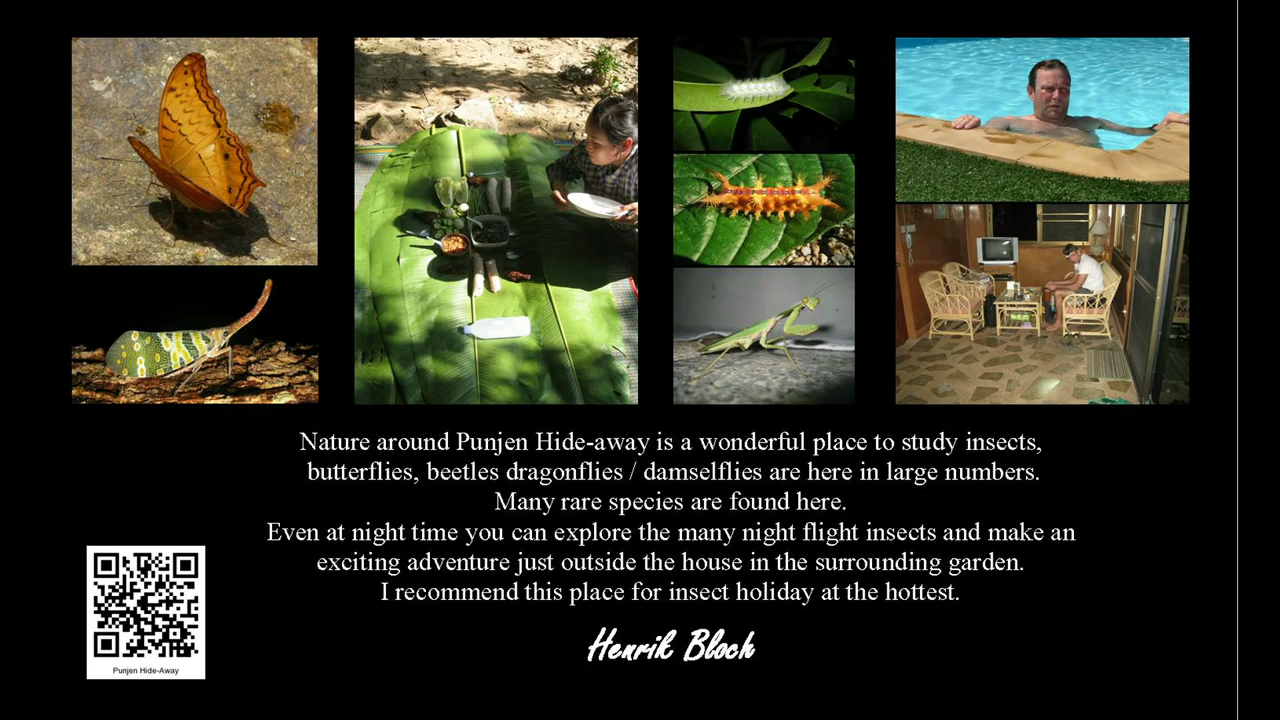 Nature around Punjen Hide-away is a wonderful place to study insects,
butterflies, beetles dragonflies / damselflies are here in large numbers.
Many rare species are found here.
Even at night time you can explore the many night flight insects and make an
exciting adventure just outside the house in the surrounding garden.
I recommend this place for insect holiday at the hottest.
Henrik Bloch
Punjen Hide-Away